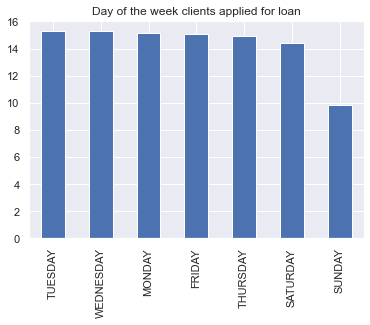 Day of the week clients applied for loan
16
14
12
10
8
6
4
2
0
TUESDAY
WEDNESDAY
MONDAY
FRIDAY
THURSDAY
SATURDAY
SUNDAY